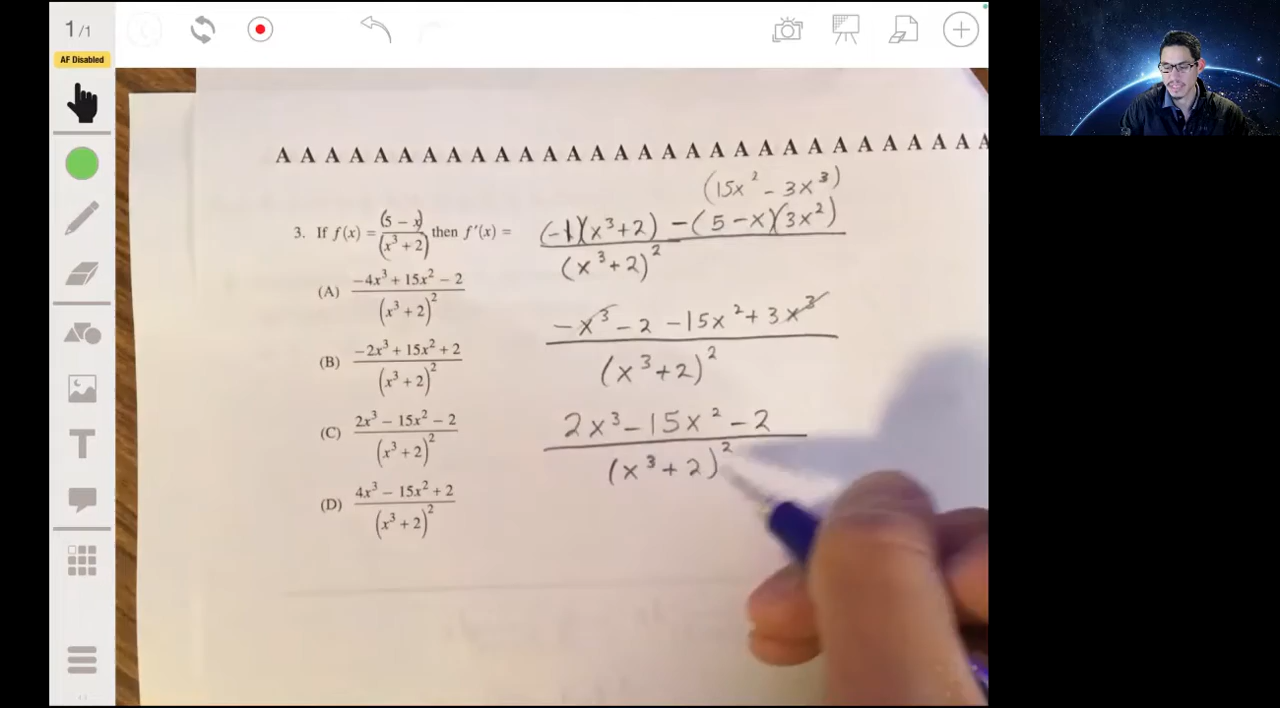 1/1
AF Disabled
T
A A A A A A A A A A A A A A A A A A A A A A A A A A A A A A
(15x² - 3x³)
3. If f(x) = (5 - x)/(x³ + 2) then f'(x) = (-1)(x³+2) - (5-x)(3x²)
(x³+2)²
(A) -4x³ + 15x² - 2
(x³ + 2)²
-x³ - 2 - 15x² + 3x³
(x³+2)²
(B) -2x³ + 15x² + 2
(x³ + 2)²
(C) 2x³ - 15x² - 2
(x³ + 2)²
2x³ - 15x² - 2
(x³+2)²
(D) 4x³ - 15x² + 2
(x³ + 2)²